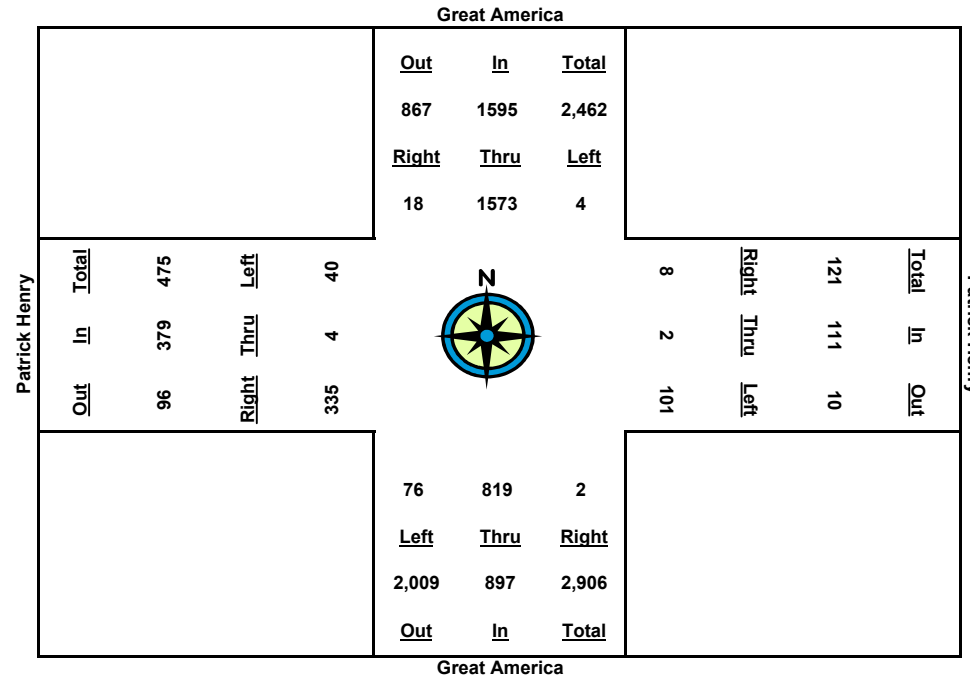 Great America
Out In Total
867 1595 2,462
Right Thru Left
18 1573 4
Patrick Henry
Total 475 Left 40
In 379 Thru 4
Out 96 Right 335
N
8 Right 121 Total
2 Thru 111 In
101 Left 10 Out
76 819 2
Left Thru Right
2,009 897 2,906
Out In Total
Great America